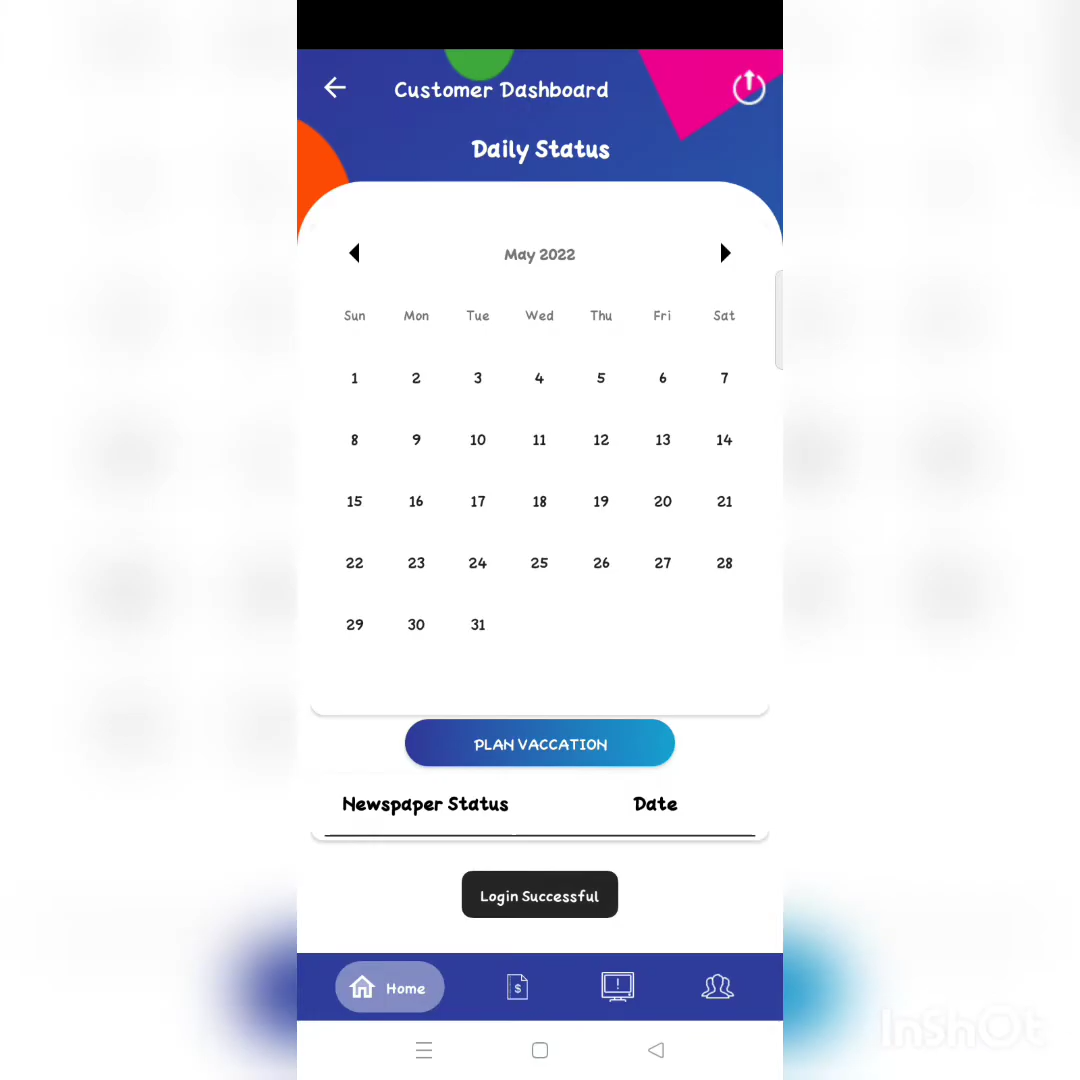 Customer Dashboard
Daily Status
May 2022
Sun Mon Tue Wed Thu Fri Sat
1 2 3 4 5 6 7
8 9 10 11 12 13 14
15 16 17 18 19 20 21
22 23 24 25 26 27 28
29 30 31
PLAN VACCATION
Newspaper Status Date
Login Successful
Home
InShOt